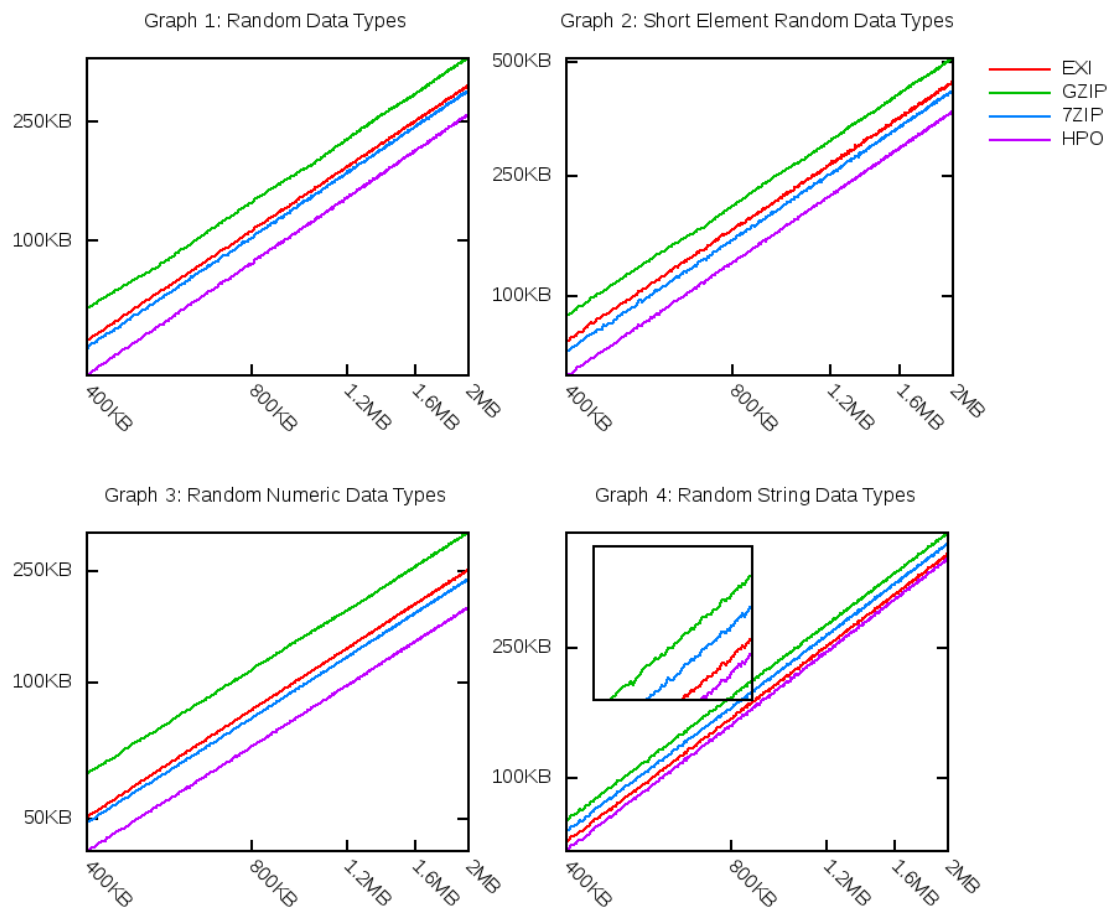 Graph 1: Random Data Types
250KB
100KB
400KB
800KB
1.2MB
1.6MB
2MB
Graph 2: Short Element Random Data Types
500KB
250KB
100KB
400KB
800KB
1.2MB
1.6MB
2MB
EXI
GZIP
7ZIP
HPO
Graph 3: Random Numeric Data Types
250KB
100KB
50KB
400KB
800KB
1.2MB
1.6MB
2MB
Graph 4: Random String Data Types
250KB
100KB
400KB
800KB
1.2MB
1.6MB
2MB